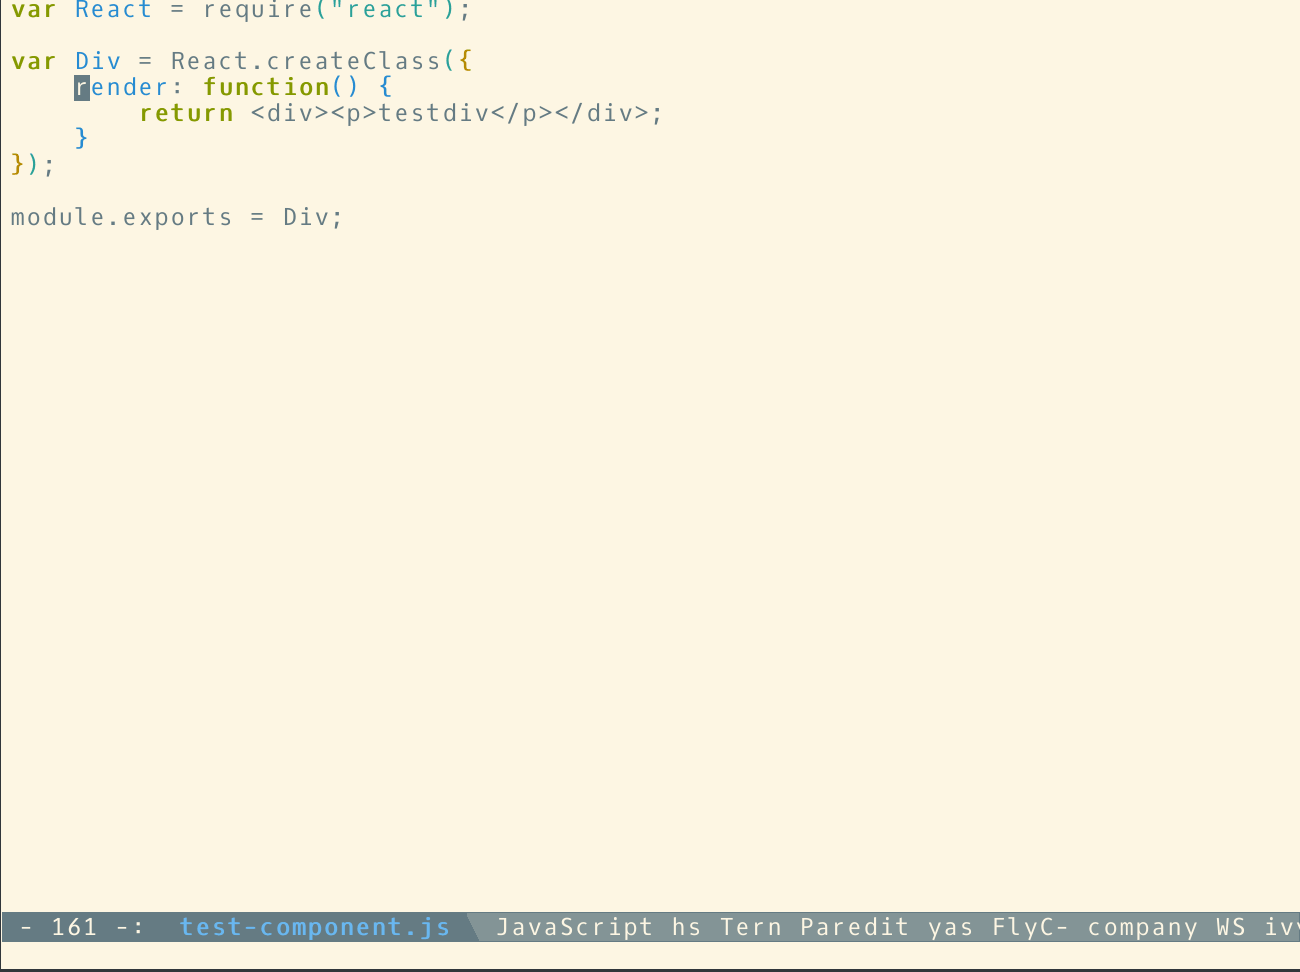 var React = require("react");

var Div = React.createClass({
    render: function() {
        return <div><p>testdiv</p></div>;
    }
});

module.exports = Div;
- 161 -: test-component.js JavaScript hs Tern Paredit yas FlyC- company WS